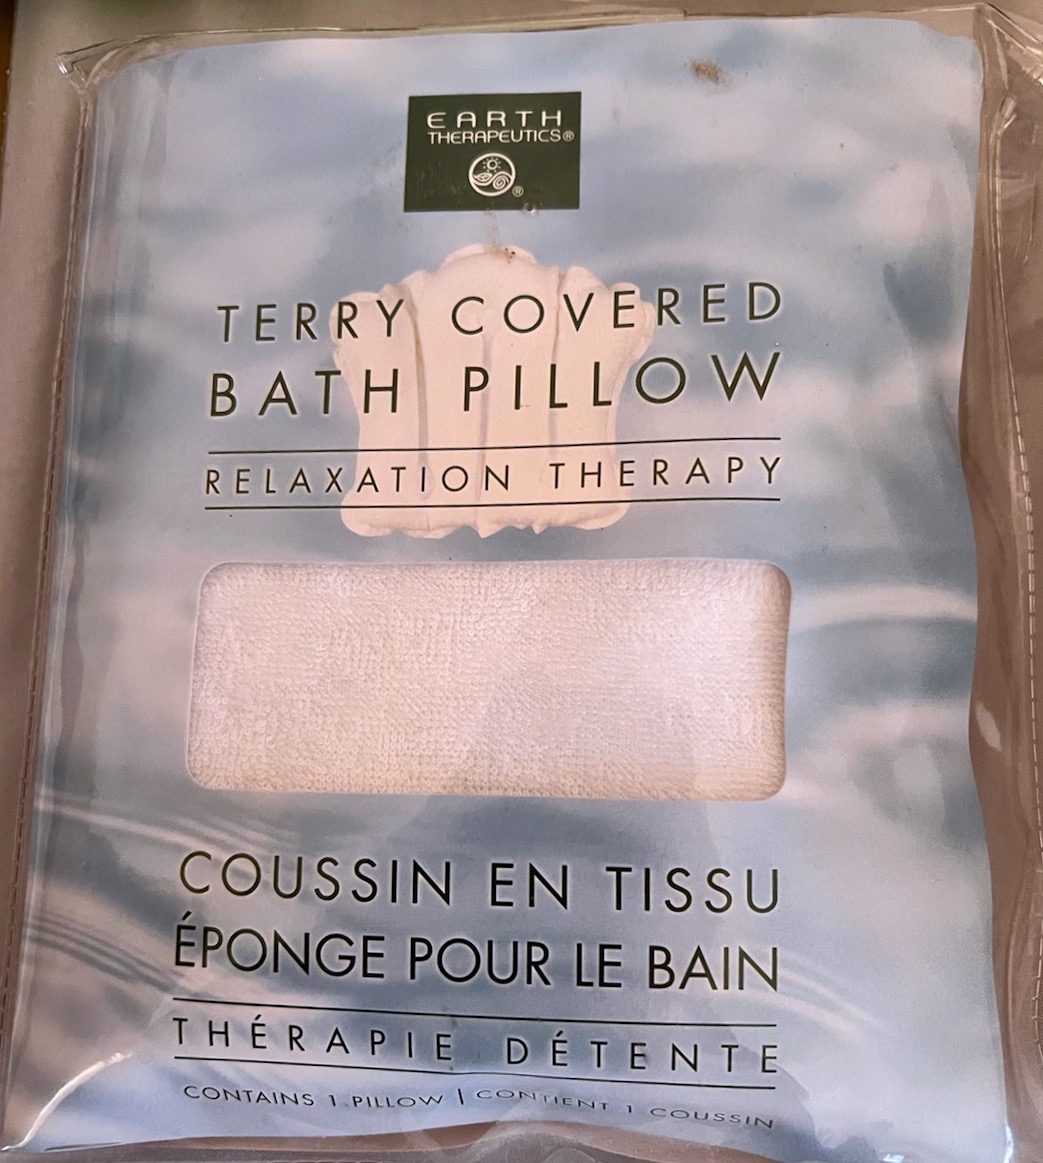 EARTH
THERAPEUTICS®
®
TERRY COVERED
BATH PILLOW
RELAXATION THERAPY
COUSSIN EN TISSU
ÉPONGE POUR LE BAIN
THÉRAPIE DÉTENTE
CONTAINS 1 PILLOW | CONTIENT 1 COUSSIN